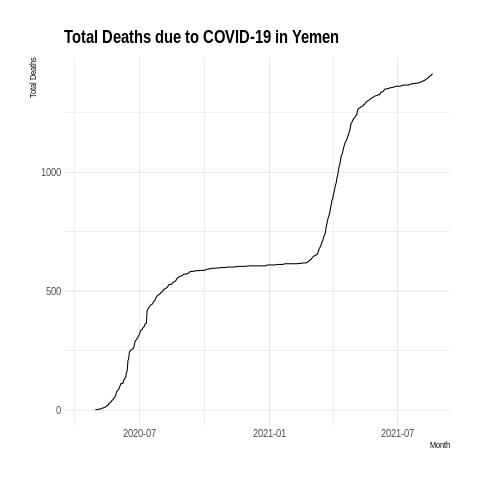 Total Deaths due to COVID-19 in Yemen
Total Deaths
1000
500
0
2020-07
2021-01
2021-07
Month